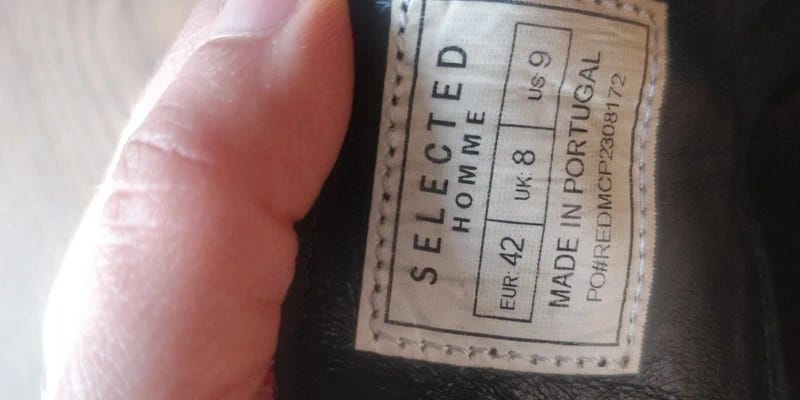 SELECTED
HOMME
EUR: 42 UK: 8 US 9
MADE IN PORTUGAL
PO#REDMCP2308172